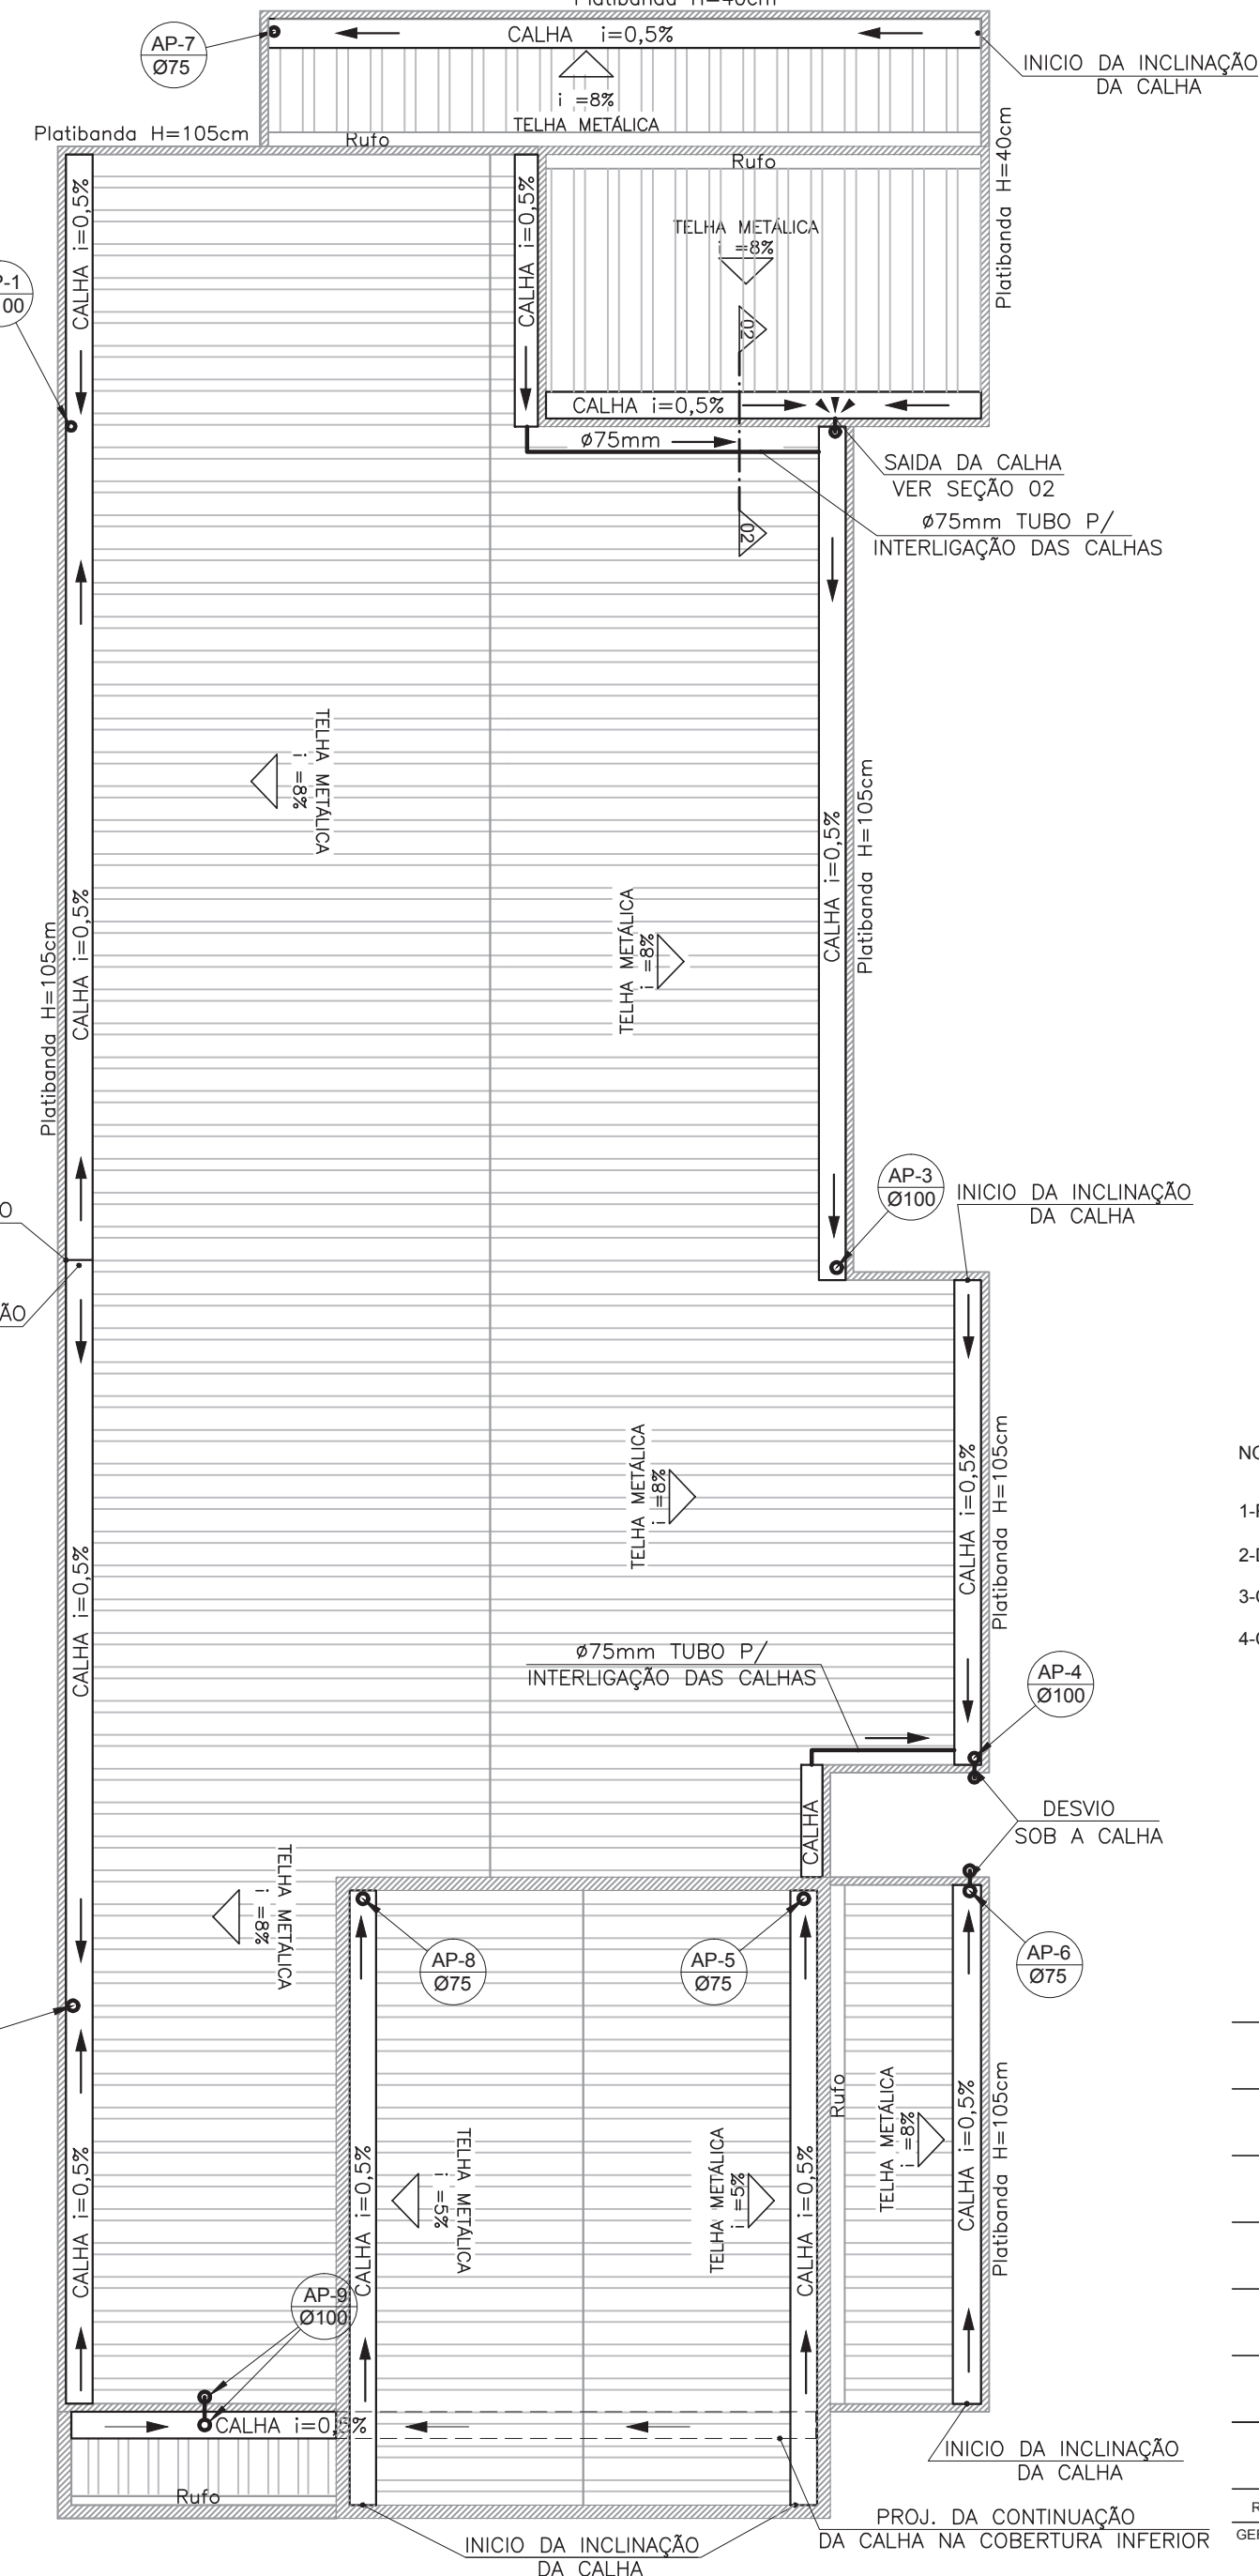 Platibanda H=40cm
AP-7
Ø75
CALHA i=0,5%
INICIO DA INCLINAÇÃO
DA CALHA
i =8%
TELHA METÁLICA
Platibanda H=105cm
Rufo
Rufo
Platibanda H=40cm
CALHA i=0,5%
CALHA i=0,5%
TELHA METÁLICA
i =8%
P-1
00
02
CALHA i=0,5%
ø75mm
SAIDA DA CALHA
VER SEÇÃO 02
02
ø75mm TUBO P/
INTERLIGAÇÃO DAS CALHAS
TELHA METÁLICA
i =8%
CALHA i=0,5%
Platibanda H=105cm
TELHA METÁLICA
i =8%
CALHA i=0,5%
Platibanda H=105cm
AP-3
Ø100
INICIO DA INCLINAÇÃO
DA CALHA
O
ÃO
TELHA METÁLICA
i =8%
CALHA i=0,5%
Platibanda H=105cm
NO
CALHA i=0,5%
ø75mm TUBO P/
INTERLIGAÇÃO DAS CALHAS
AP-4
Ø100
CALHA
DESVIO
SOB A CALHA
TELHA METÁLICA
i =8%
AP-8
Ø75
AP-5
Ø75
AP-6
Ø75
Rufo
TELHA METÁLICA
i =8%
CALHA i=0,5%
Platibanda H=105cm
CALHA i=0,5%
CALHA i=0,5%
TELHA METÁLICA
i =5%
TELHA METÁLICA
i =5%
CALHA i=0,5%
AP-9
Ø100
CALHA i=0,5%
Rufo
INICIO DA INCLINAÇÃO
DA CALHA
PROJ. DA CONTINUAÇÃO
DA CALHA NA COBERTURA INFERIOR
INICIO DA INCLINAÇÃO
DA CALHA
R